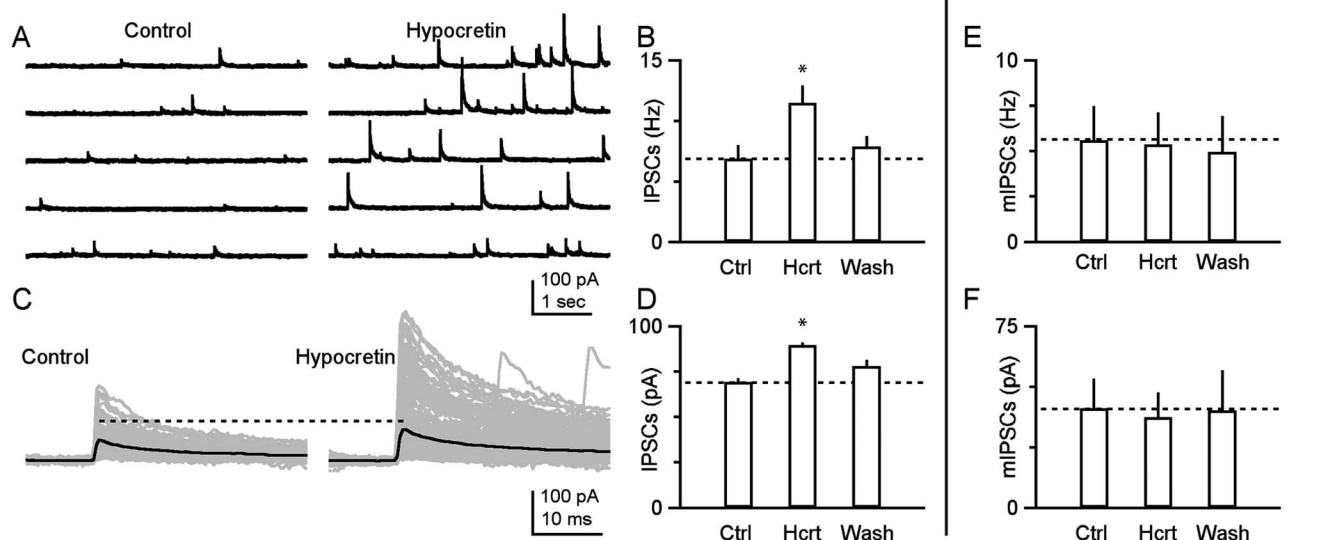 A
Control
Hypocretin
100 pA
1 sec
B
15
IPSCs (Hz)
*
0
Ctrl Hcrt Wash
E
10
mIPSCs (Hz)
0
Ctrl Hcrt Wash
C
Control
Hypocretin
100 pA
10 ms
D
100
IPSCs (pA)
*
0
Ctrl Hcrt Wash
F
75
mIPSCs (pA)
0
Ctrl Hcrt Wash